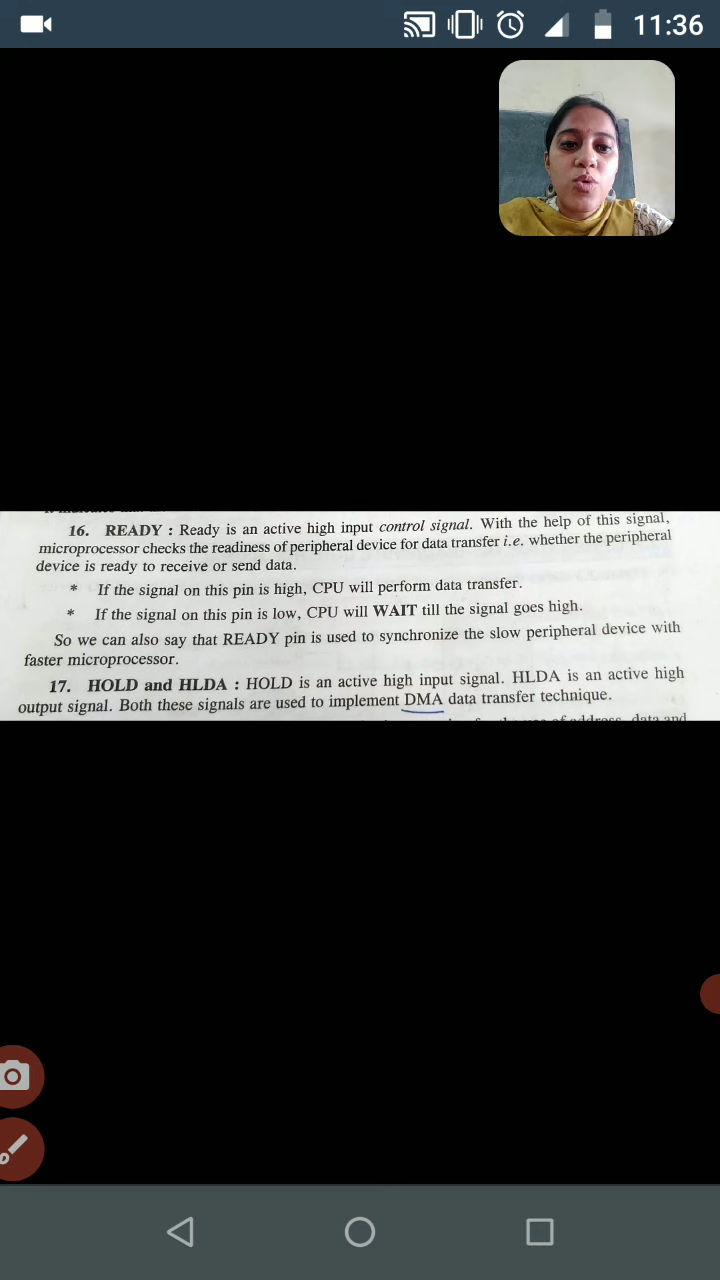 11:36
16. READY : Ready is an active high input control signal. With the help of this signal,
microprocessor checks the readiness of peripheral device for data transfer i.e. whether the peripheral
device is ready to receive or send data.
* If the signal on this pin is high, CPU will perform data transfer.
* If the signal on this pin is low, CPU will WAIT till the signal goes high.
So we can also say that READY pin is used to synchronize the slow peripheral device with
faster microprocessor.
17. HOLD and HLDA : HOLD is an active high input signal. HLDA is an active high
output signal. Both these signals are used to implement DMA data transfer technique.
of address, data and